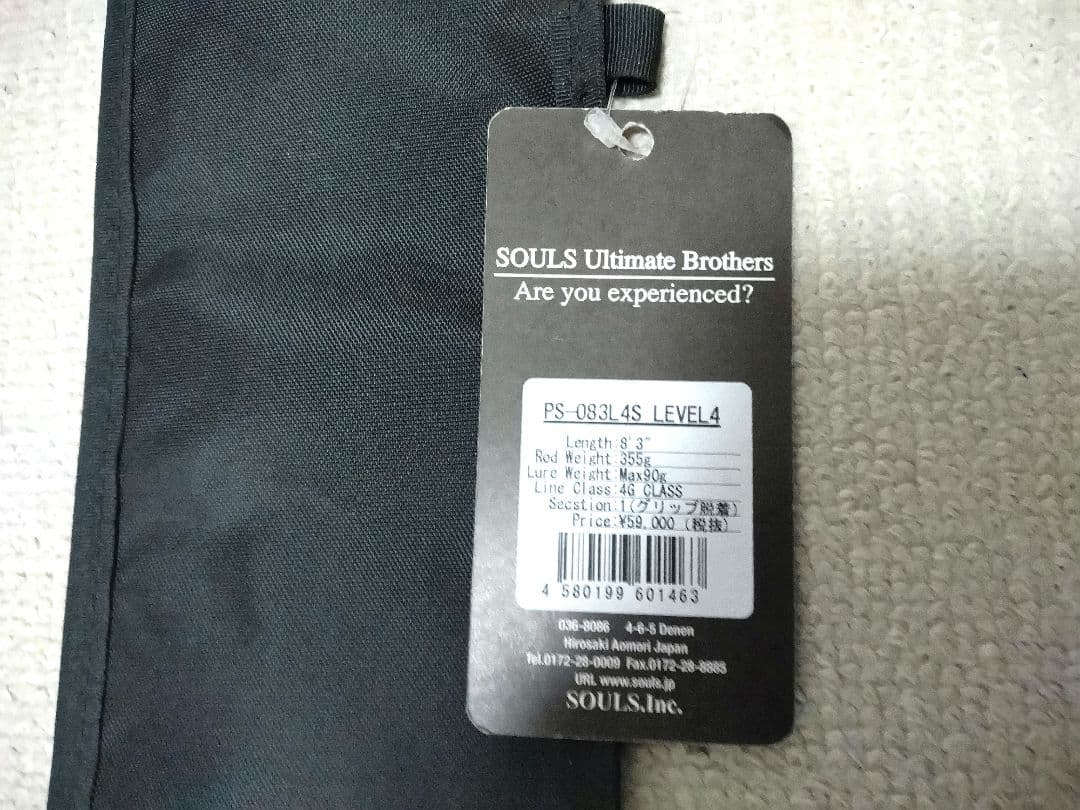 SOULS Ultimate Brothers
Are you experienced?
PS-083L4S LEVEL4
Length:8'3"
Rod Weight:355g
Lure Weight:Max90g
Line Class:4G CLASS
Secstion:1(グリップ脱着)
Price:¥59,000 (税抜)
4 580199 601463
036-8086 4-6-5 Denen
Hirosaki Aomori Japan
Tel.0172-28-0009 Fax.0172-28-8885
URL www.souls.jp
SOULS.Inc.